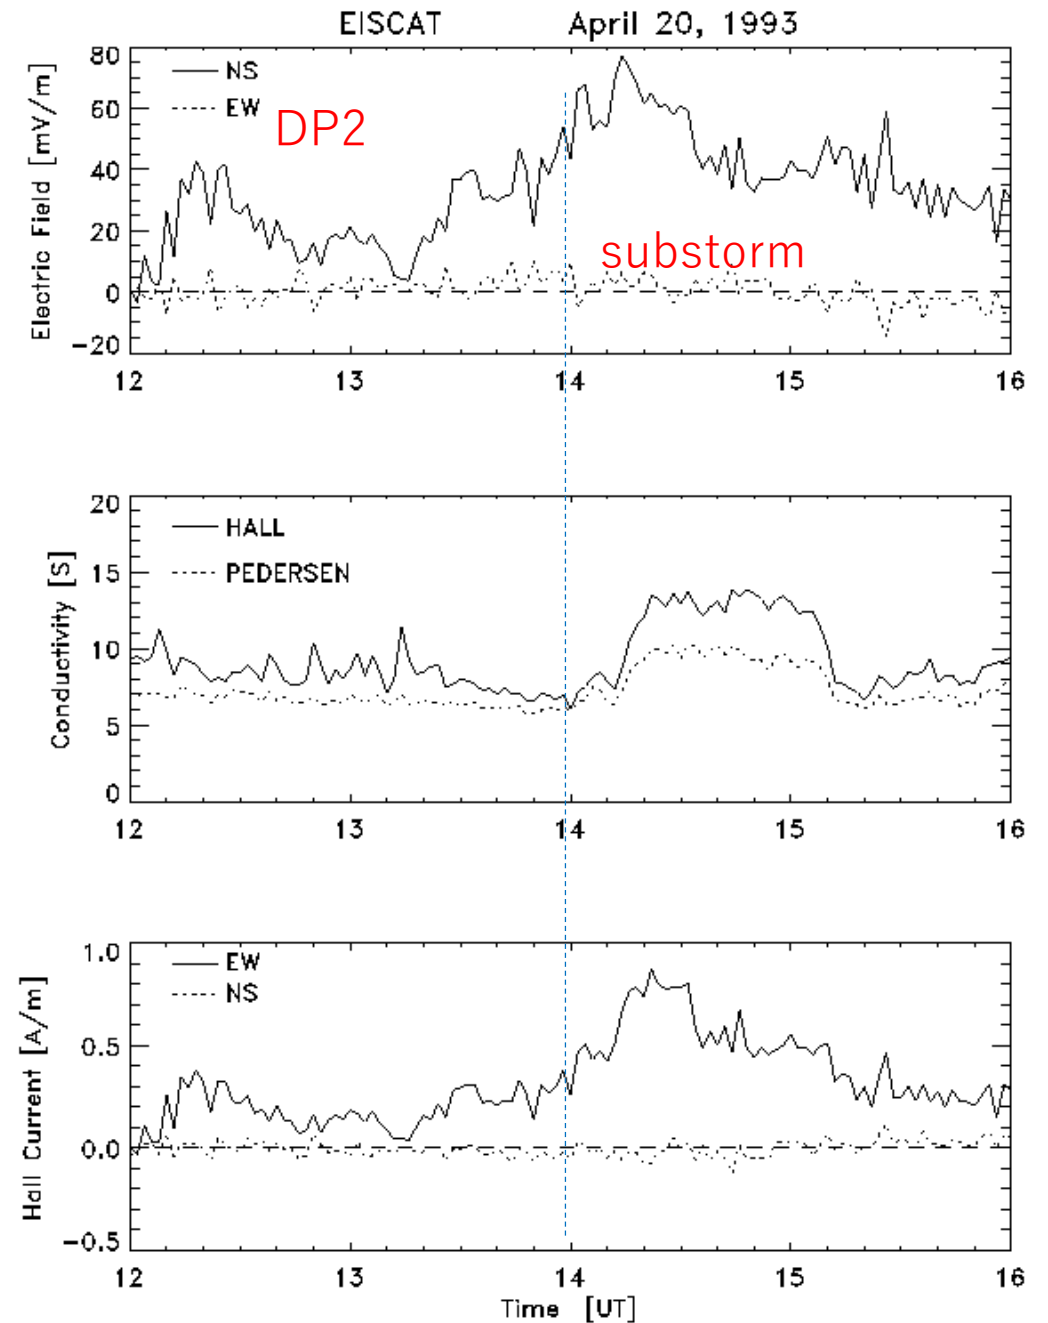 EISCAT April 20, 1993
Electric Field [mV/m]
80
60
40
20
0
−20
NS
EW
DP2
substorm
12 13 14 15 16
Conductivity [S]
20
15
10
5
0
HALL
PEDERSEN
12 13 14 15 16
Hall Current [A/m]
1.0
0.5
0.0
−0.5
EW
NS
12 13 14 15 16
Time [UT]